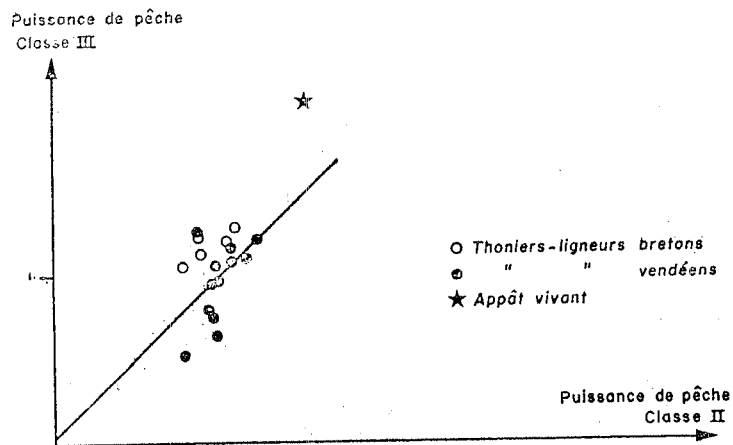 Puissance de pêche
Classe III
Thoniers-ligneurs bretons
" " vendéens
Appât vivant
Puissance de pêche
Classe II